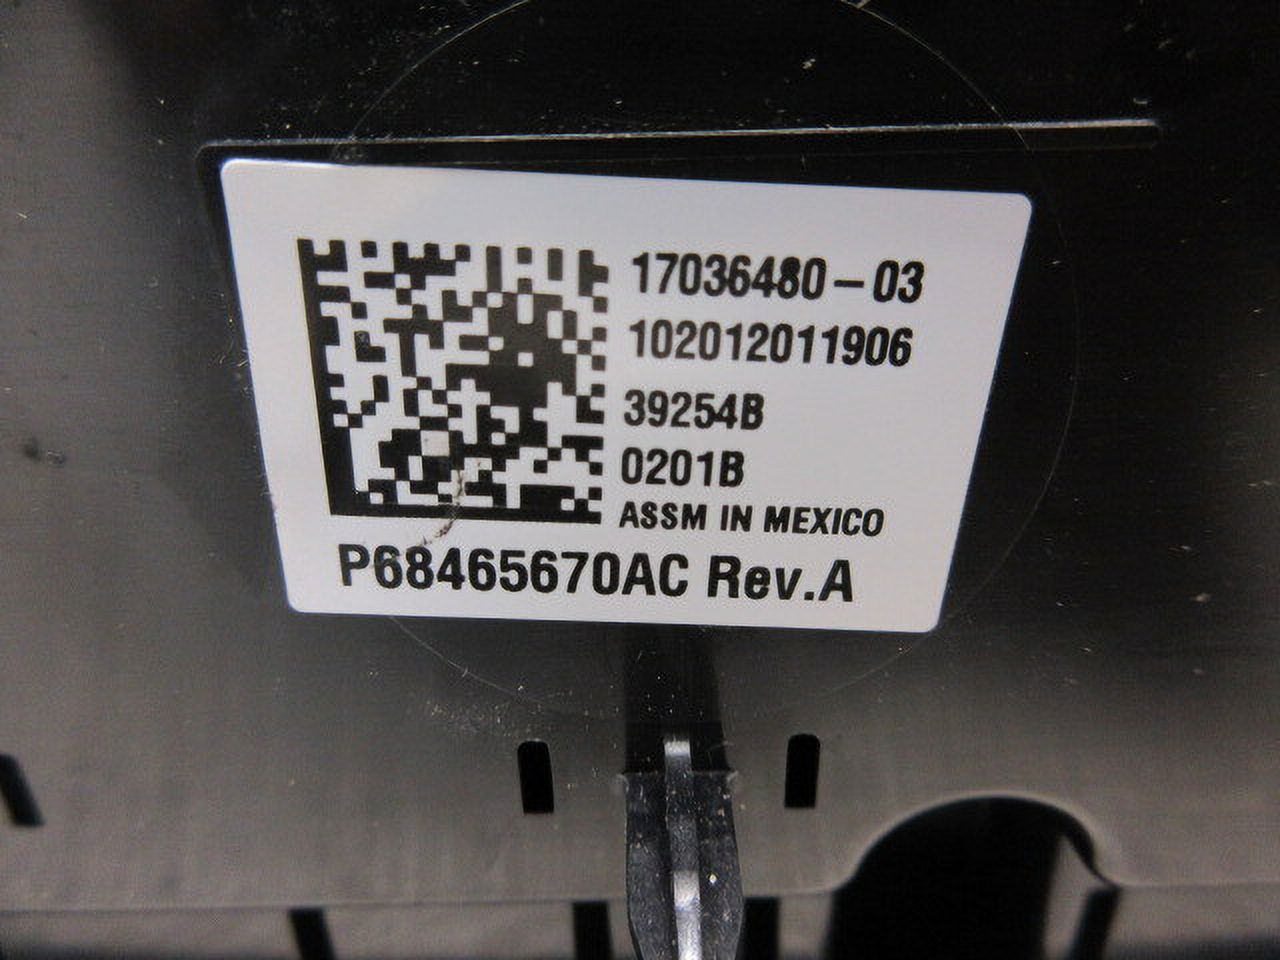 17036480-03
102012011906
39254B
0201B
ASSM IN MEXICO
P68465670AC Rev.A